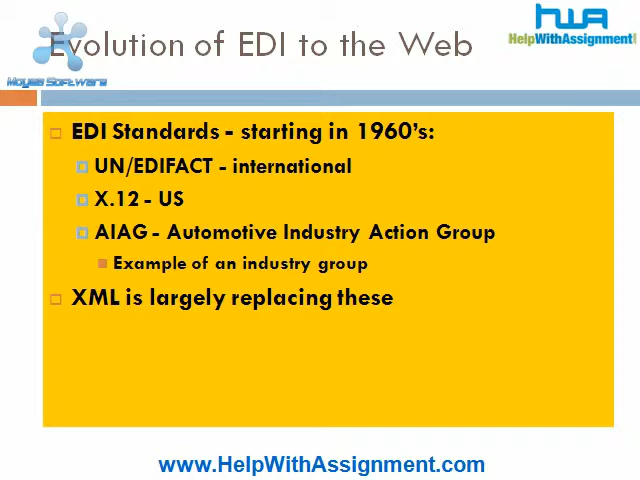 Evolution of EDI to the Web
HWA
HelpWithAssignment!
Moyea Software
EDI Standards - starting in 1960's:
UN/EDIFACT - international
X.12 - US
AIAG - Automotive Industry Action Group
Example of an industry group
XML is largely replacing these
www.HelpWithAssignment.com